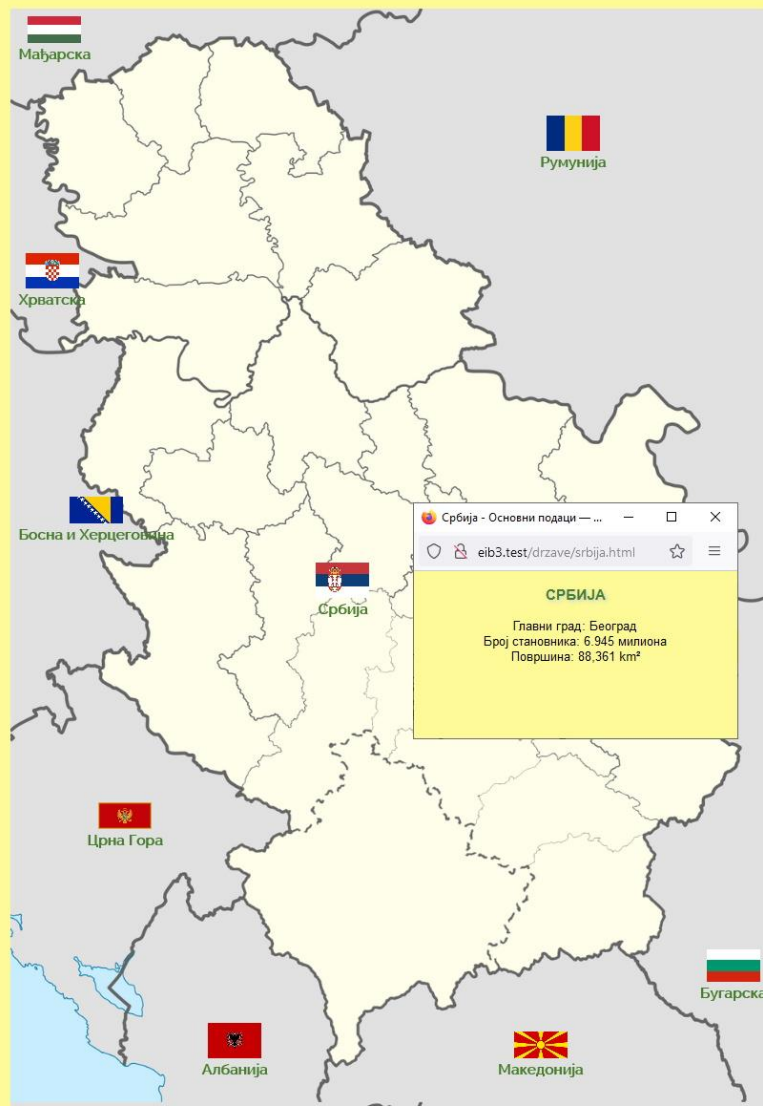 Мађарска
Румунија
Хрватска
Босна и Херцеговина
Србија - Основни подаци — ...
eib3.test/drzave/srbija.html
СРБИЈА
Главни град: Београд
Број становника: 6.945 милиона
Површина: 88,361 km²
Србија
Црна Гора
Бугарска
Албанија
Македонија